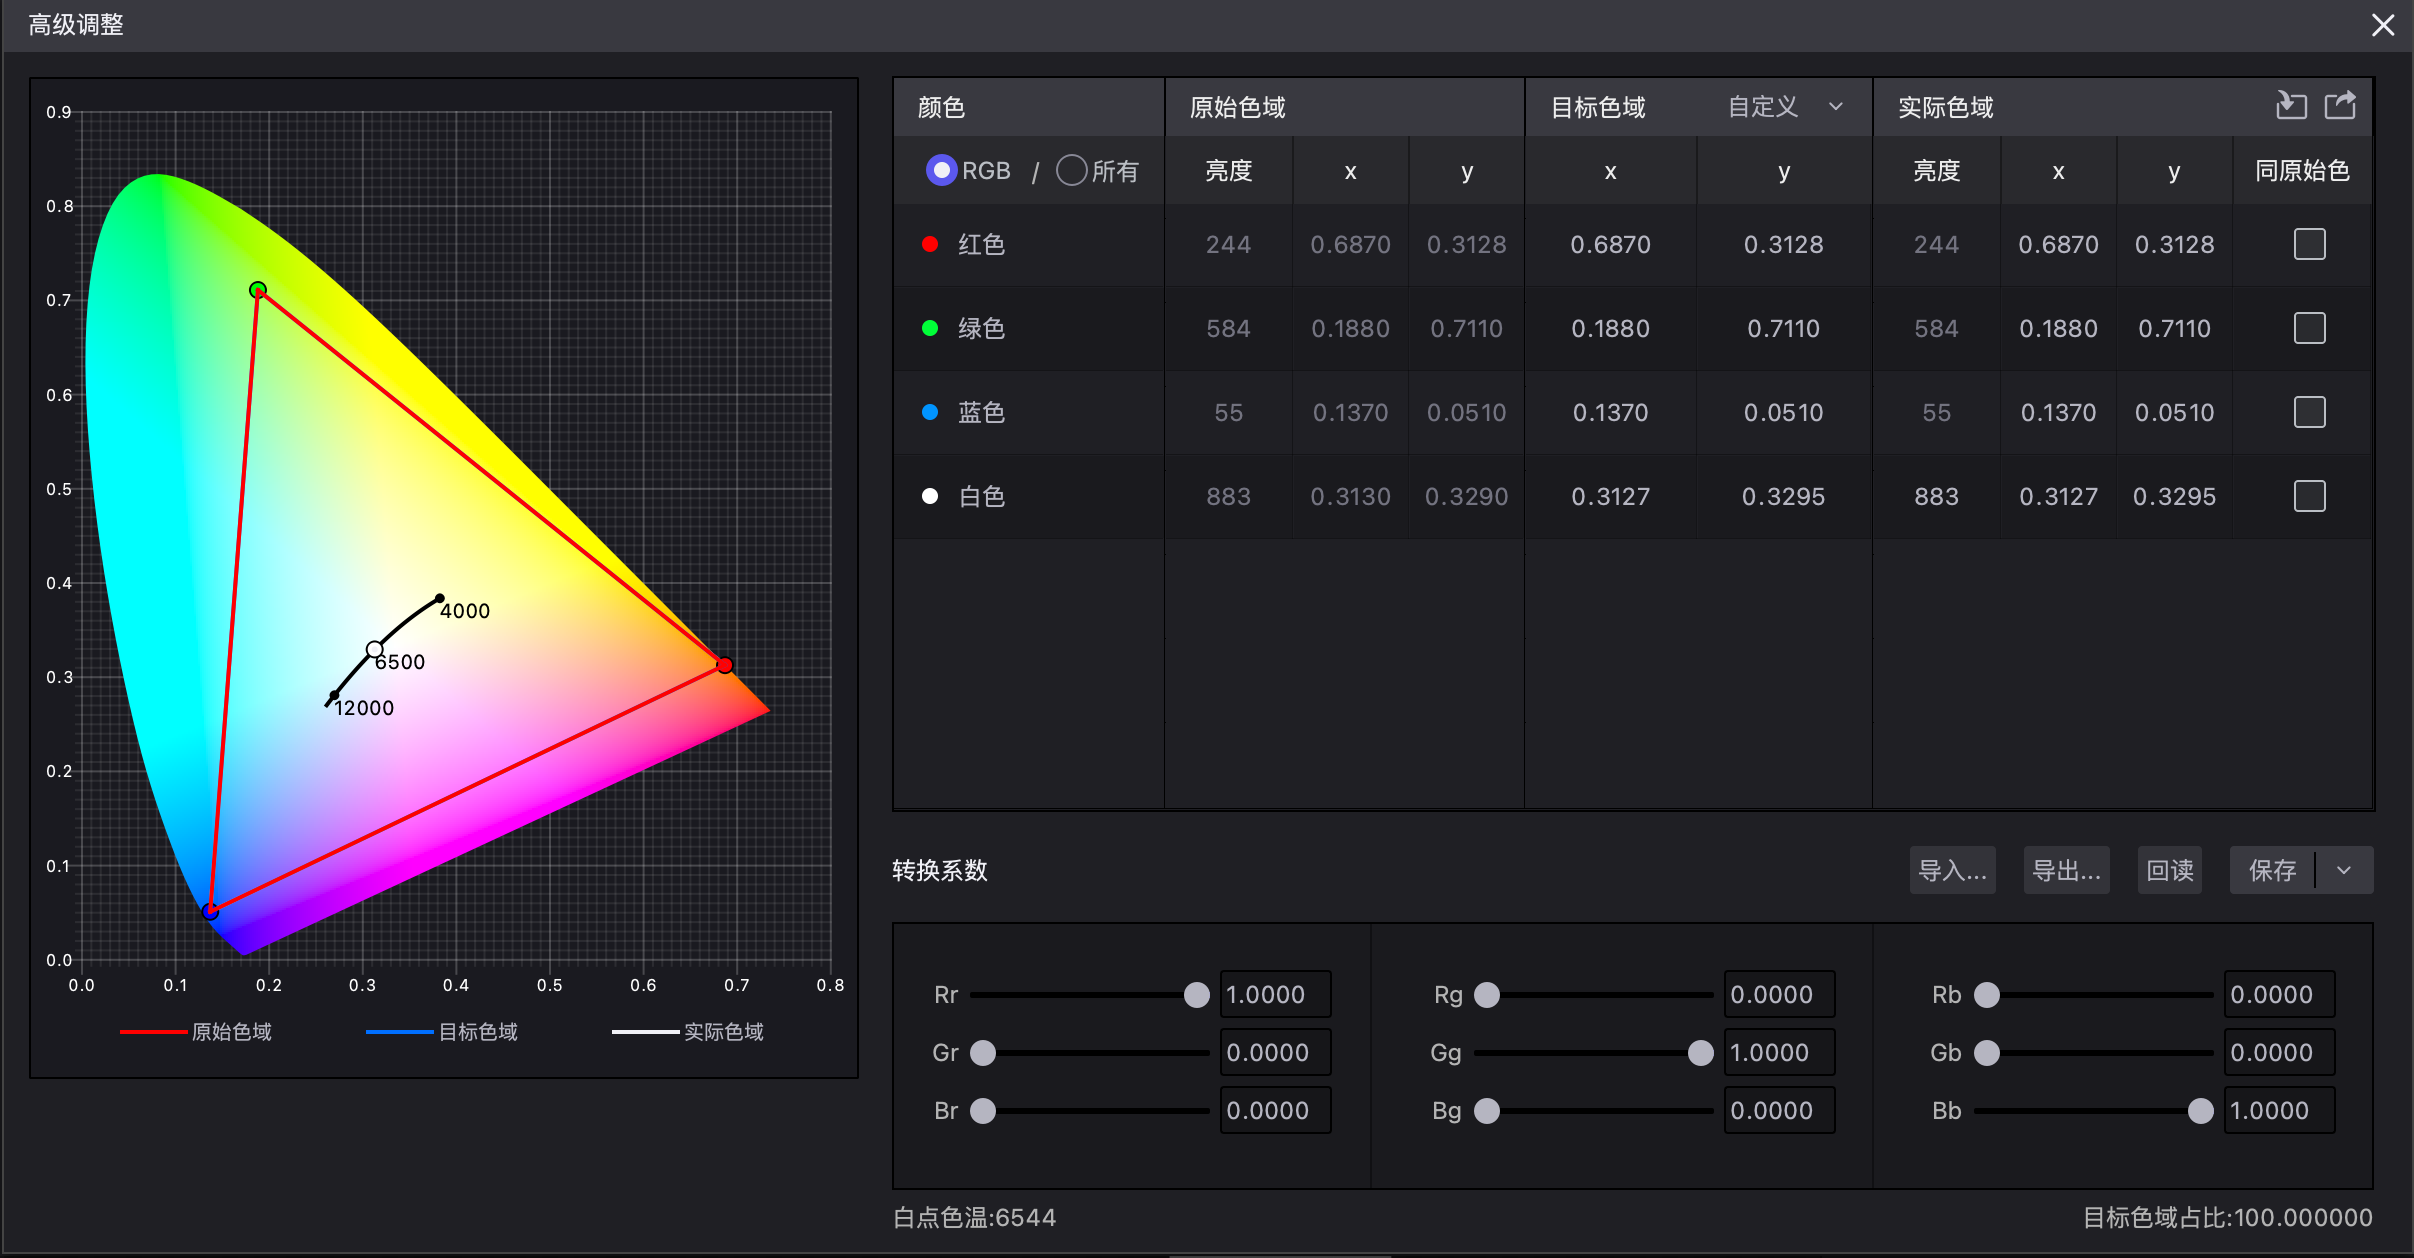 高级调整
0.9
0.8
0.7
0.6
0.5
0.4
0.3
0.2
0.1
0.0
0.0 0.1 0.2 0.3 0.4 0.5 0.6 0.7 0.8
4000
6500
12000
原始色域 目标色域 实际色域
颜色 原始色域 目标色域 自定义 实际色域
RGB / 所有 亮度 x y x y 亮度 x y 同原始色
红色 244 0.6870 0.3128 0.6870 0.3128 244 0.6870 0.3128
绿色 584 0.1880 0.7110 0.1880 0.7110 584 0.1880 0.7110
蓝色 55 0.1370 0.0510 0.1370 0.0510 55 0.1370 0.0510
白色 883 0.3130 0.3290 0.3127 0.3295 883 0.3127 0.3295
转换系数 导入... 导出... 回读 保存
Rr 1.0000 Rg 0.0000 Rb 0.0000
Gr 0.0000 Gg 1.0000 Gb 0.0000
Br 0.0000 Bg 0.0000 Bb 1.0000
白点色温:6544 目标色域占比:100.000000